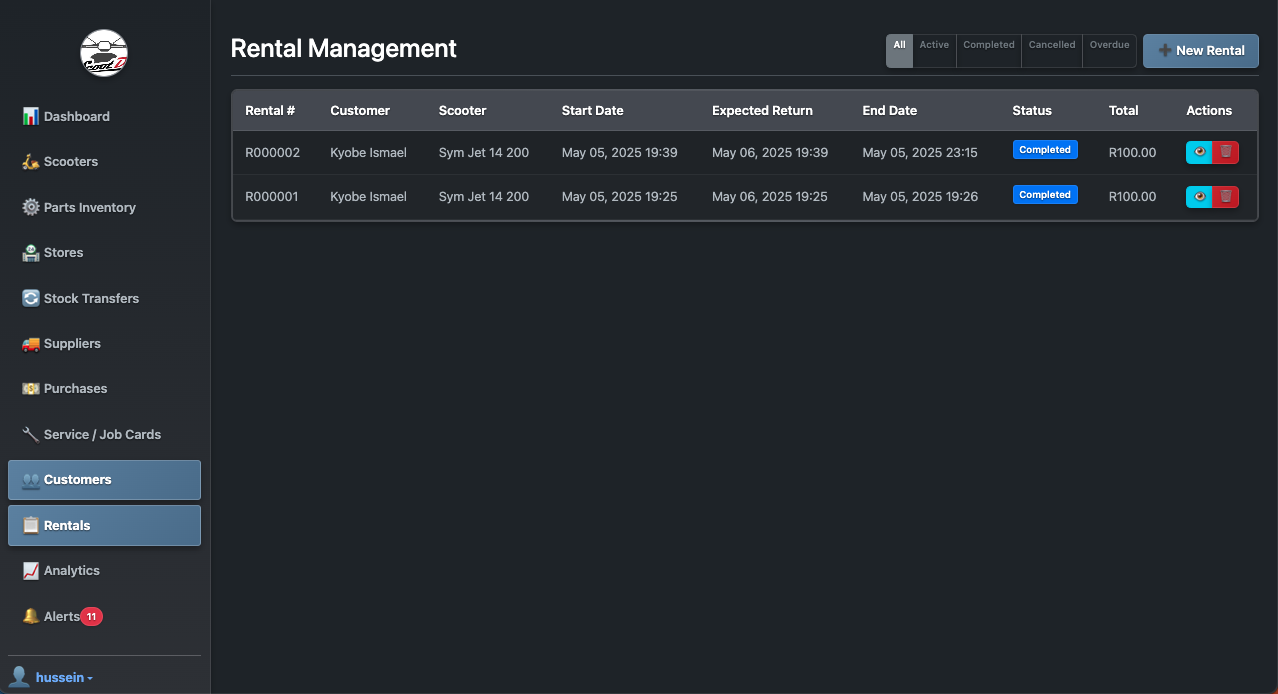 Scoot D
Dashboard
Scooters
Parts Inventory
Stores
Stock Transfers
Suppliers
Purchases
Service / Job Cards
Customers
Rentals
Analytics
Alerts 11
hussein
Rental Management
All Active Completed Cancelled Overdue
New Rental
Rental # Customer Scooter Start Date Expected Return End Date Status Total Actions
R000002 Kyobe Ismael Sym Jet 14 200 May 05, 2025 19:39 May 06, 2025 19:39 May 05, 2025 23:15 Completed R100.00
R000001 Kyobe Ismael Sym Jet 14 200 May 05, 2025 19:25 May 06, 2025 19:25 May 05, 2025 19:26 Completed R100.00